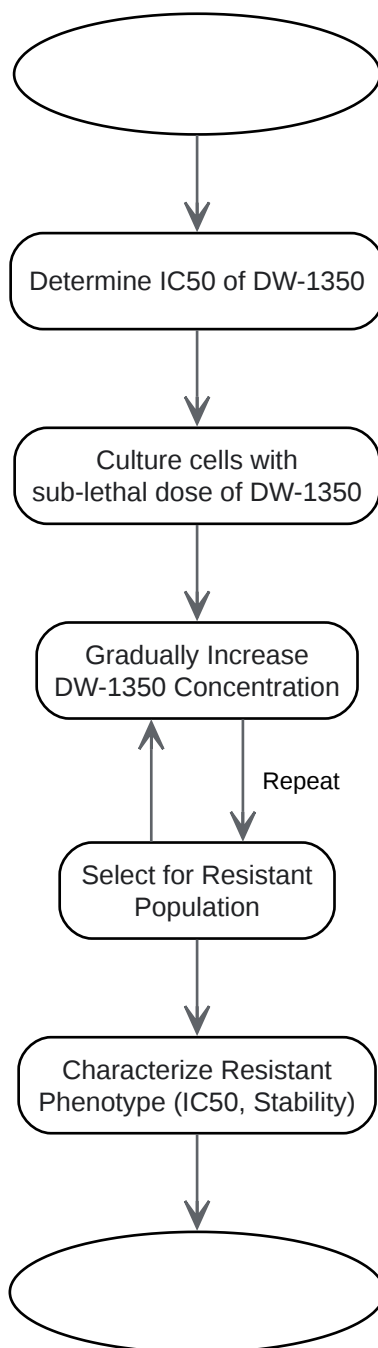 Determine IC50 of DW-1350
Culture cells with
sub-lethal dose of DW-1350
Gradually Increase
DW-1350 Concentration
Repeat
Select for Resistant
Population
Characterize Resistant
Phenotype (IC50, Stability)